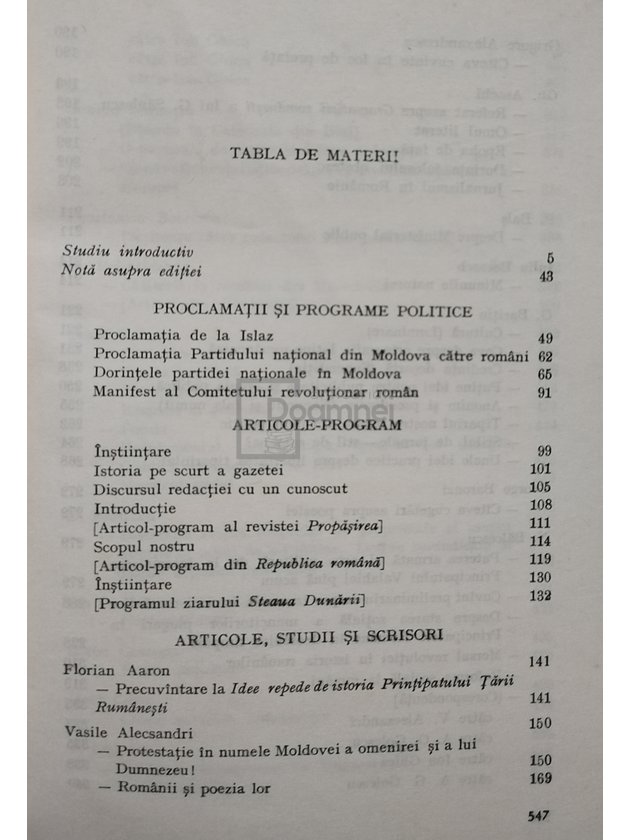 TABLA DE MATERII
Studiu introductiv 5
Notă asupra ediției 43
PROCLAMAȚII ȘI PROGRAME POLITICE
Proclamația de la Islaz 49
Proclamația Partidului național din Moldova către români 62
Dorințele partidei naționale în Moldova 65
Manifest al Comitetului revoluționar român 91
Doamnei
ARTICOLE-PROGRAM
Înștiințare 99
Istoria pe scurt a gazetei 101
Discursul redacției cu un cunoscut 105
Introducție 108
[Articol-program al revistei Propășirea] 111
Scopul nostru 114
[Articol-program din Republica română] 119
Înștiințare 130
[Programul ziarului Steaua Dunării] 132
ARTICOLE, STUDII ȘI SCRISORI
Florian Aaron 141
— Precuvîntare la Idee repede de istoria Prințipatului Țării
Rumânești 141
Vasile Alecsandri 150
— Protestație în numele Moldovei a omenirei și a lui
Dumnezeu! 150
— Românii și poezia lor 169
547